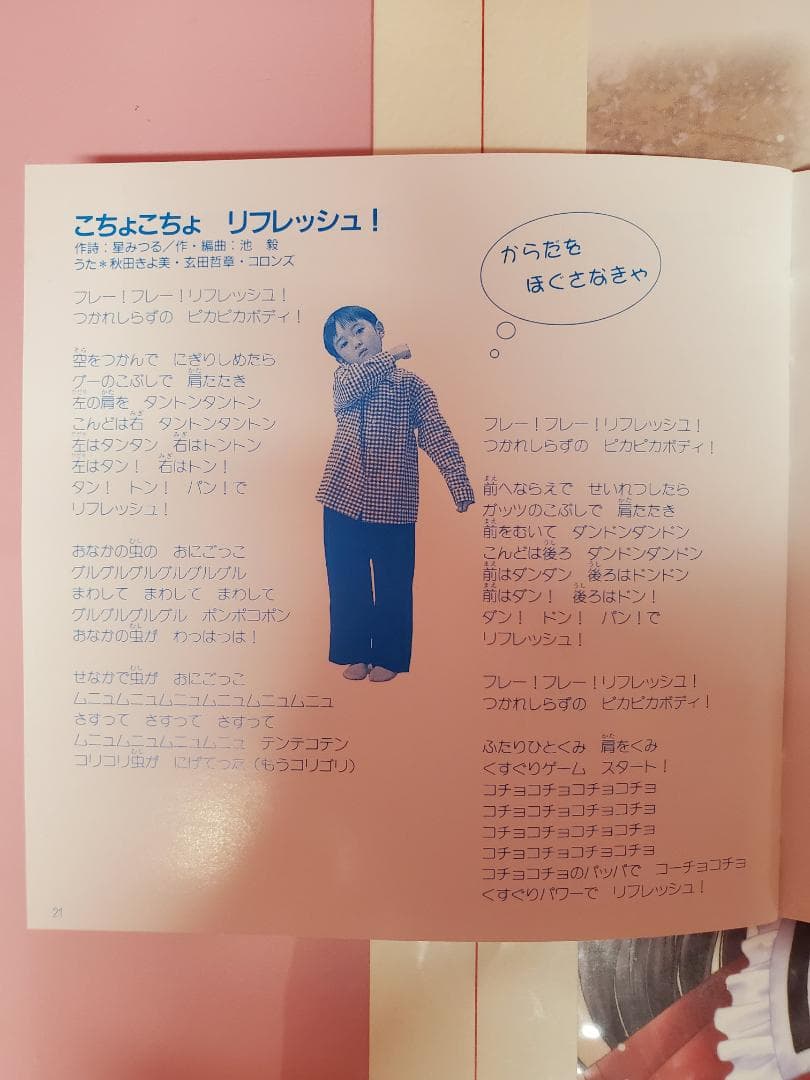 こちょこちょ　リフレッシュ！
作詩：星みつる／作・編曲：池　毅
うた＊秋田きよ美・玄田哲章・コロンズ
フレー！フレー！リフレッシュ！
つかれしらずの　ピカピカボディ！
空をつかんで　にぎりしめたら
グーのこぶしで　肩たたき
左の肩を　タントンタントン
こんどは右　タントンタントン
左はタンタン　右はトントン
左はタン！　右はトン！
タン！　トン！　パン！で
リフレッシュ！
おなかの虫の　おにごっこ
グルグルグルグルグルグル
まわして　まわして　まわして
グルグルグルグル　ポンポコポン
おなかの虫が　わっはっは！
せなかで虫が　おにごっこ
ムニュムニュムニュムニュムニュムニュ
さすって　さすって　さすって
ムニュムニュムニュムニュ　テンテコテン
コリコリ虫が　にげてった（もうコリゴリ）
21
からだを
ほぐさなきゃ
フレー！フレー！リフレッシュ！
つかれしらずの　ピカピカボディ！
前へならえで　せいれつしたら
ガッツのこぶしで　肩たたき
前をむいて　ダンドンダンドン
こんどは後ろ　ダンドンダンドン
前はダンダン　後ろはドンドン
前はダン！　後ろはドン！
ダン！　ドン！　パン！で
リフレッシュ！
フレー！フレー！リフレッシュ！
つかれしらずの　ピカピカボディ！
ふたりひとくみ　肩をくみ
くすぐりゲーム　スタート！
コチョコチョコチョコチョ
コチョコチョコチョコチョ
コチョコチョコチョコチョ
コチョコチョコチョコチョ
コチョコチョのパッパで　コーチョコチョ
くすぐりパワーで　リフレッシュ！